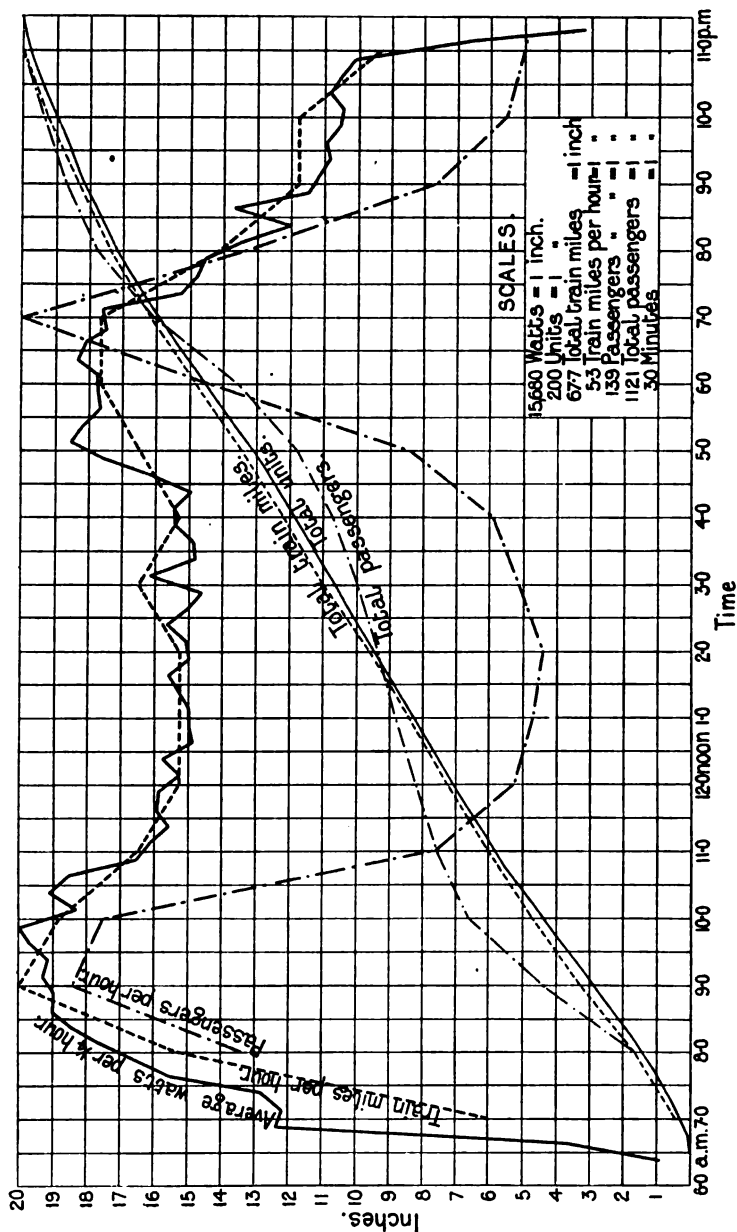 20
19
18
17
16
15
14
13
12
11
10
9
8
7
6
5
4
3
2
1
Inches.
Average watts per ¼ hour.
Train miles per hour
Passengers per hour
Total train miles.
Total units.
Total passengers
SCALES.
15,680 Watts = 1 inch.
200 Units = 1 "
67·7 Total train miles =1 inch
5·3 Train miles per hour=1 "
139 Passengers " " =1 "
1121 Total passengers =1 "
30 Minutes =1 "
6·0 a.m. 7·0 8·0 9·0 10·0 11·0 12·0 noon 1·0 2·0 3·0 4·0 5·0 6·0 7·0 8·0 9·0 10·0 11·0 p.m
Time